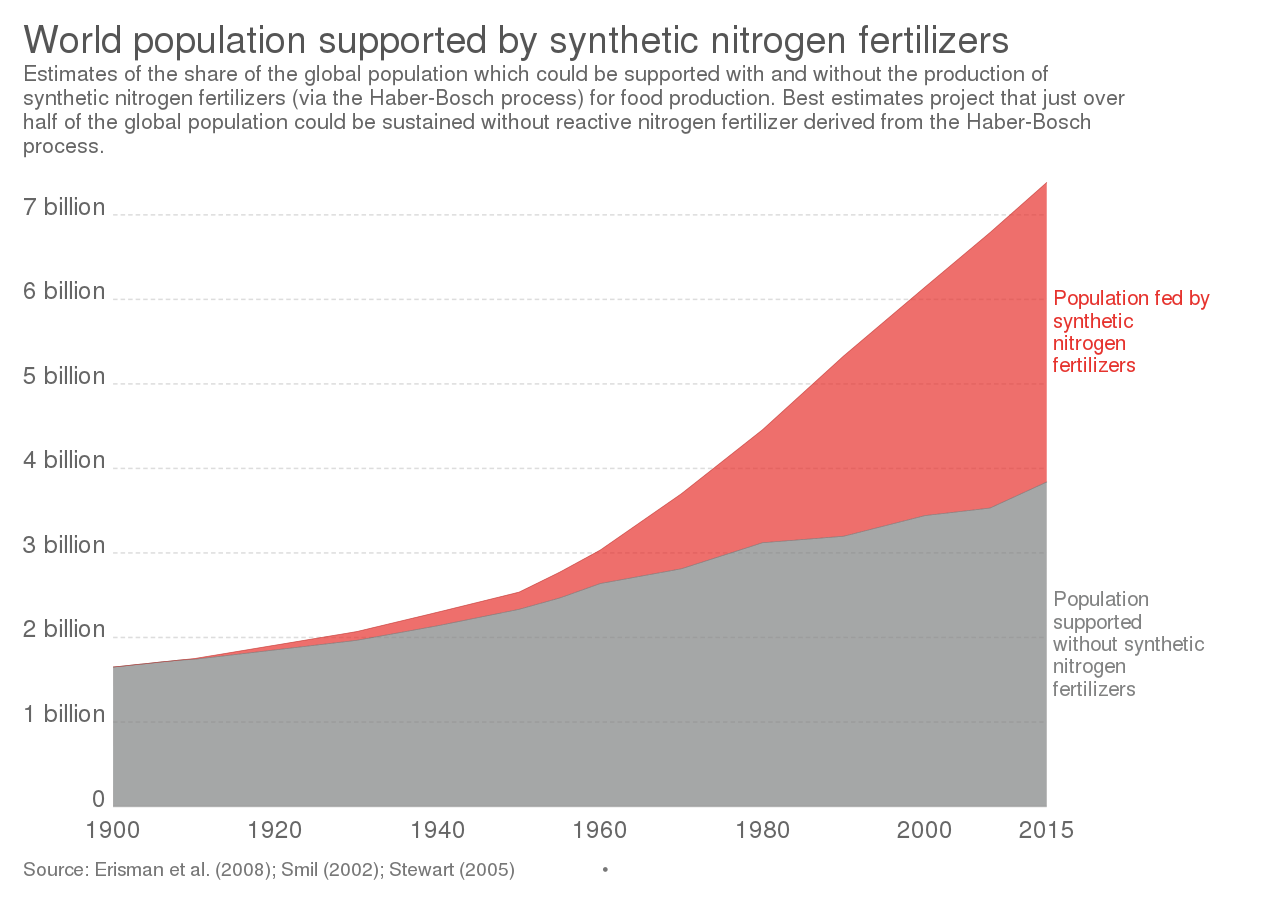 World population supported by synthetic nitrogen fertilizers
Estimates of the share of the global population which could be supported with and without the production of
synthetic nitrogen fertilizers (via the Haber-Bosch process) for food production. Best estimates project that just over
half of the global population could be sustained without reactive nitrogen fertilizer derived from the Haber-Bosch
process.
7 billion
6 billion
5 billion
4 billion
3 billion
2 billion
1 billion
0
Population fed by
synthetic
nitrogen
fertilizers
Population
supported
without synthetic
nitrogen
fertilizers
1900 1920 1940 1960 1980 2000 2015
Source: Erisman et al. (2008); Smil (2002); Stewart (2005) •